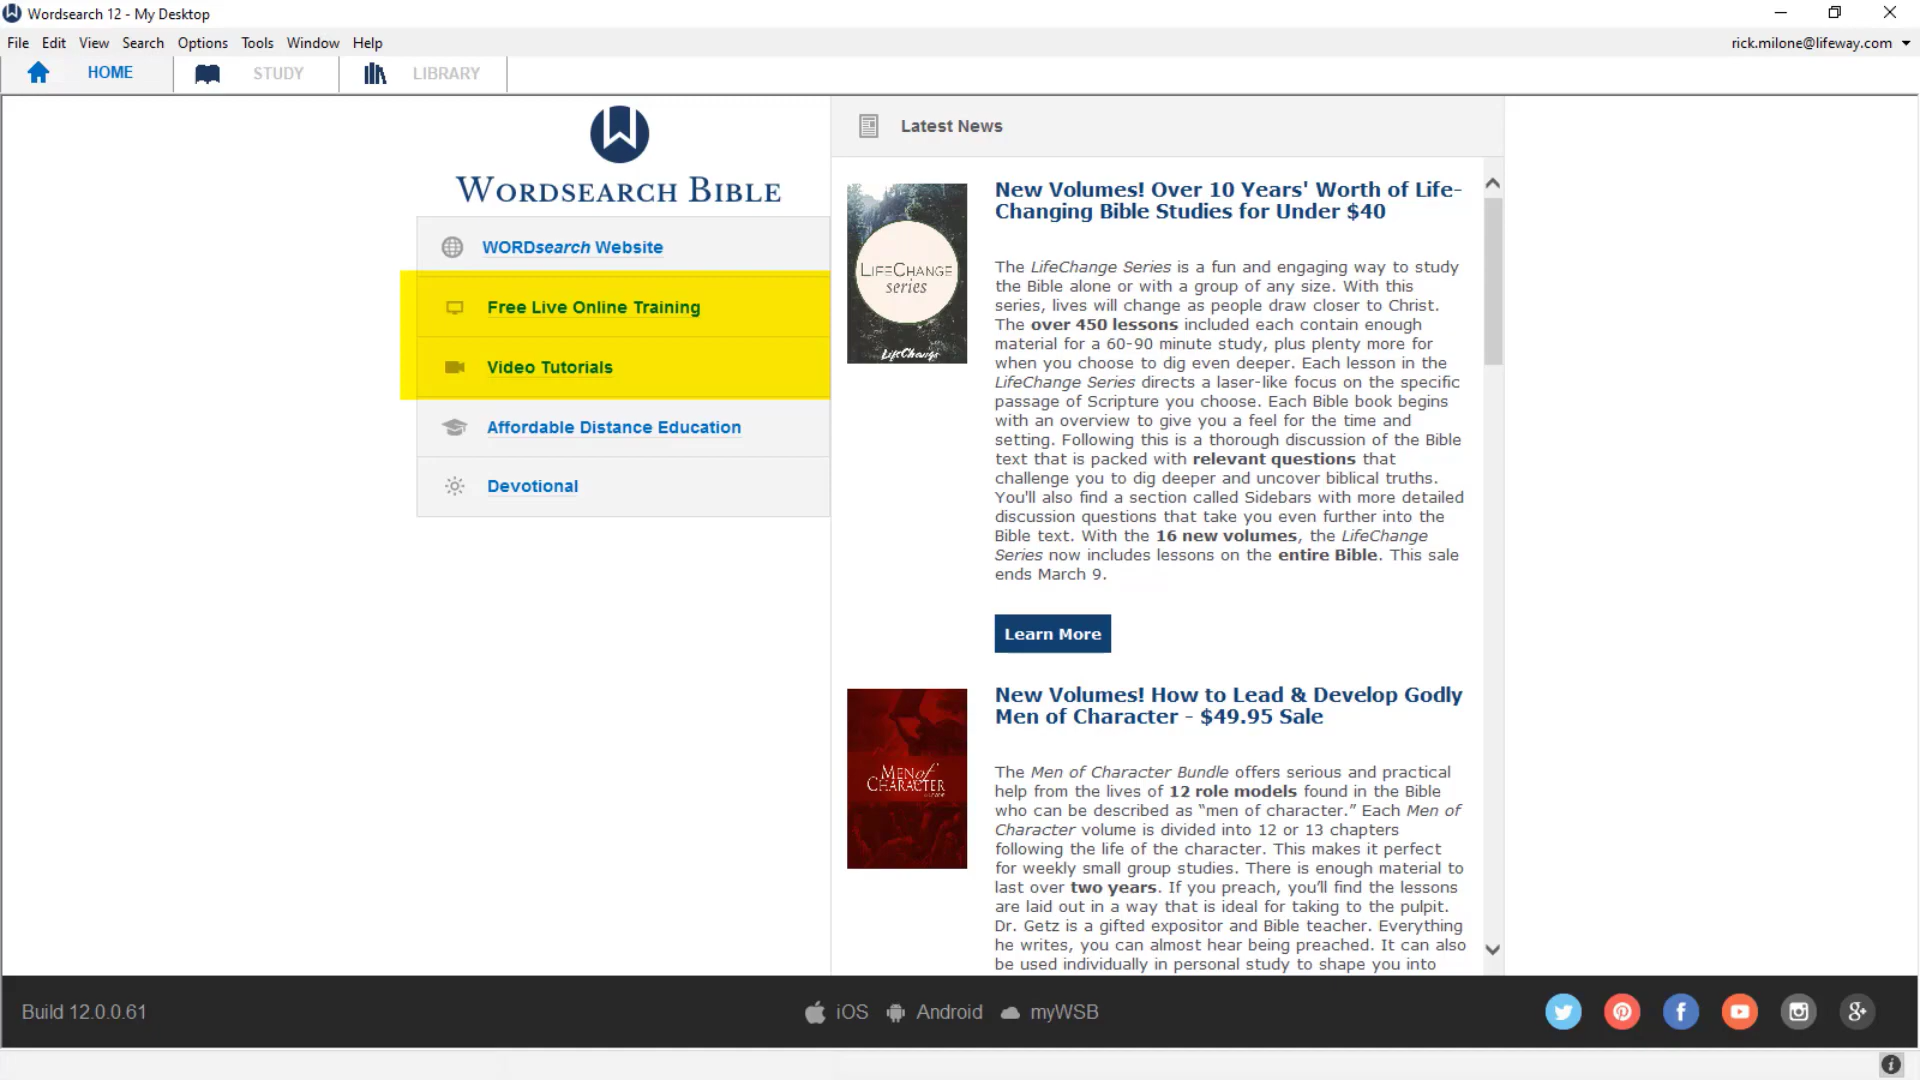 Wordsearch 12 - My Desktop
File Edit View Search Options Tools Window Help
rick.milone@lifeway.com
HOME
STUDY
LIBRARY
WORDSEARCH BIBLE
WORDsearch Website
Free Live Online Training
Video Tutorials
Affordable Distance Education
Devotional
Latest News
LIFECHANGE
series
LifeChange
New Volumes! Over 10 Years' Worth of Life-
Changing Bible Studies for Under $40
The LifeChange Series is a fun and engaging way to study
the Bible alone or with a group of any size. With this
series, lives will change as people draw closer to Christ.
The over 450 lessons included each contain enough
material for a 60-90 minute study, plus plenty more for
when you choose to dig even deeper. Each lesson in the
LifeChange Series directs a laser-like focus on the specific
passage of Scripture you choose. Each Bible book begins
with an overview to give you a feel for the time and
setting. Following this is a thorough discussion of the Bible
text that is packed with relevant questions that
challenge you to dig deeper and uncover biblical truths.
You'll also find a section called Sidebars with more detailed
discussion questions that take you even further into the
Bible text. With the 16 new volumes, the LifeChange
Series now includes lessons on the entire Bible. This sale
ends March 9.
Learn More
MEN of
CHARACTER
New Volumes! How to Lead & Develop Godly
Men of Character - $49.95 Sale
The Men of Character Bundle offers serious and practical
help from the lives of 12 role models found in the Bible
who can be described as “men of character.” Each Men of
Character volume is divided into 12 or 13 chapters
following the life of the character. This makes it perfect
for weekly small group studies. There is enough material to
last over two years. If you preach, you’ll find the lessons
are laid out in a way that is ideal for taking to the pulpit.
Dr. Getz is a gifted expositor and Bible teacher. Everything
he writes, you can almost hear being preached. It can also
be used individually in personal study to shape you into
Build 12.0.0.61
iOS
Android
myWSB